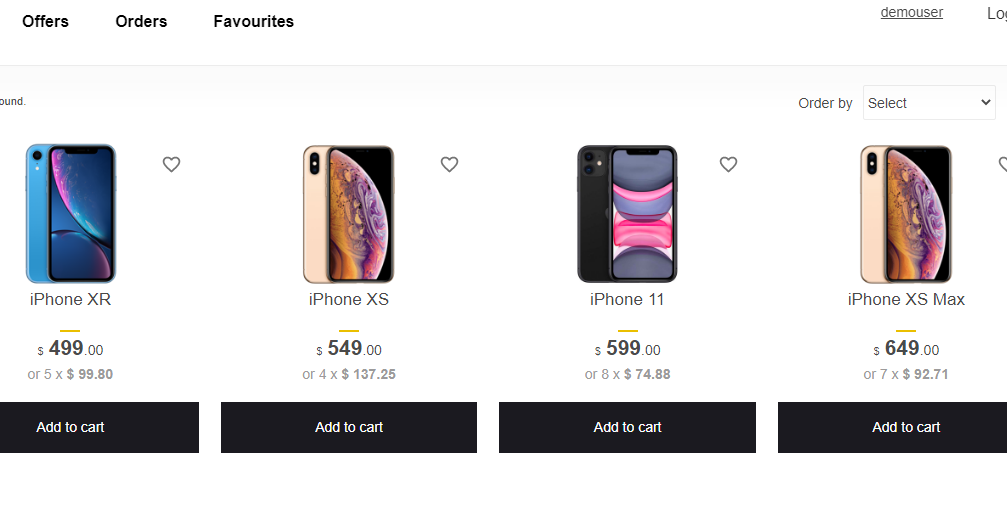 Offers Orders Favourites demouser
Order by Select
iPhone XR iPhone XS iPhone 11 iPhone XS Max
$ 499.00 $ 549.00 $ 599.00 $ 649.00
or 5 x $ 99.80 or 4 x $ 137.25 or 8 x $ 74.88 or 7 x $ 92.71
Add to cart Add to cart Add to cart Add to cart